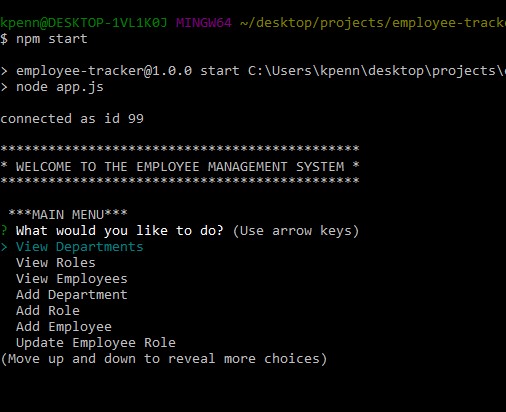 kpenn@DESKTOP-1VL1K0J MINGW64 ~/desktop/projects/employee-tracke
$ npm start
> employee-tracker@1.0.0 start C:\Users\kpenn\desktop\projects\
> node app.js
connected as id 99
*********************************************
* WELCOME TO THE EMPLOYEE MANAGEMENT SYSTEM *
*********************************************
***MAIN MENU***
? What would you like to do? (Use arrow keys)
> View Departments
View Roles
View Employees
Add Department
Add Role
Add Employee
Update Employee Role
(Move up and down to reveal more choices)